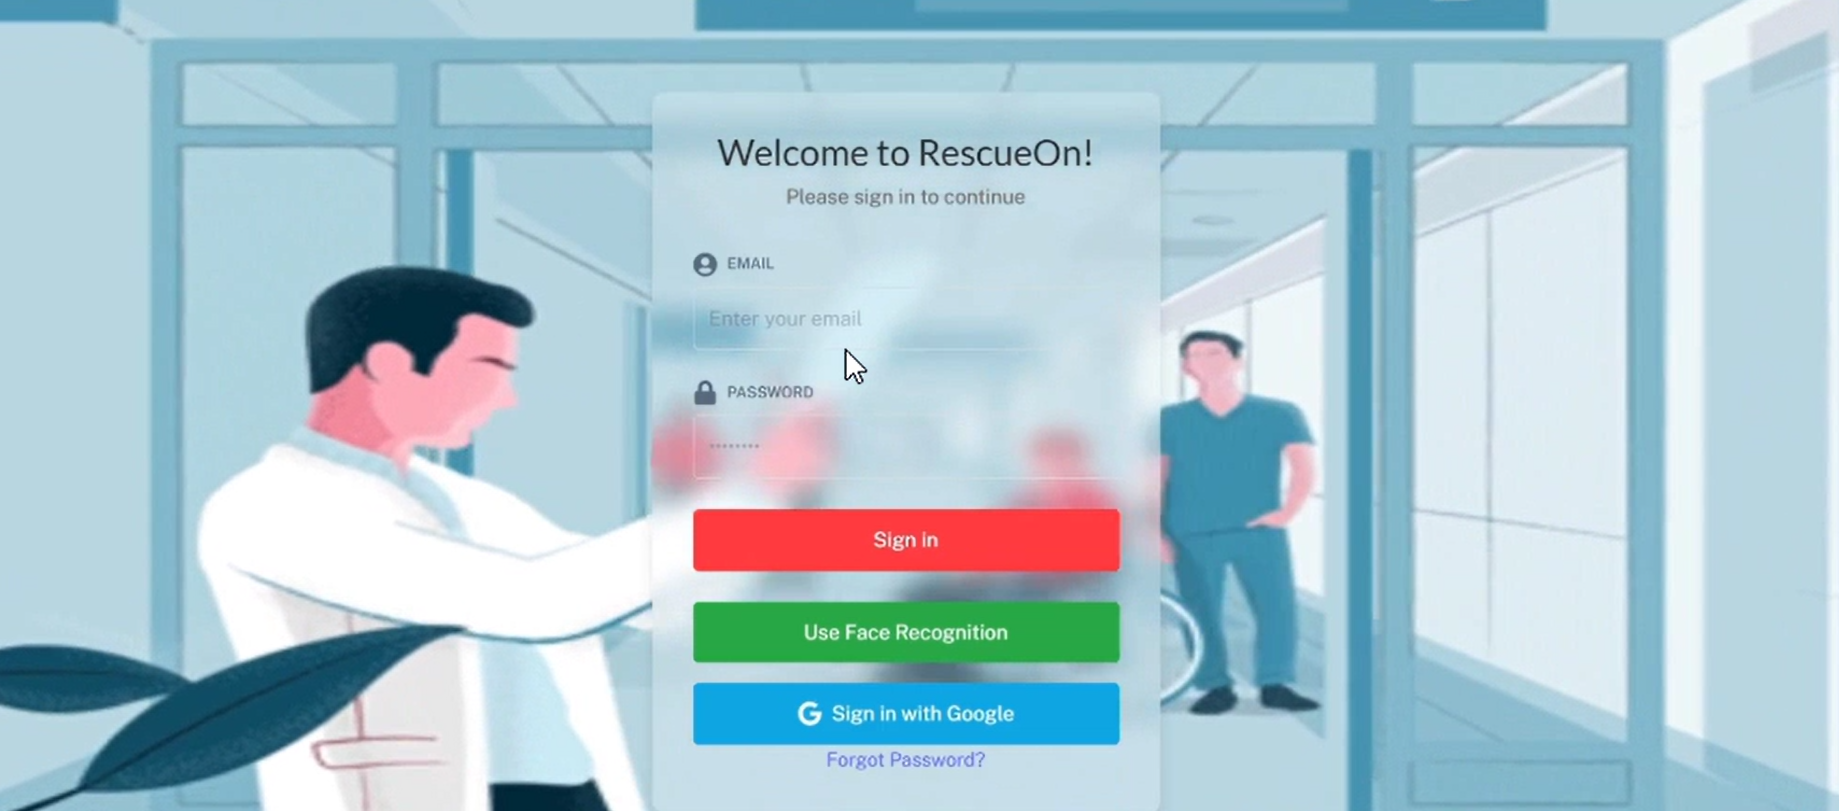 Welcome to RescueOn!
Please sign in to continue
EMAIL
Enter your email
PASSWORD
........
Sign in
Use Face Recognition
G Sign in with Google
Forgot Password?